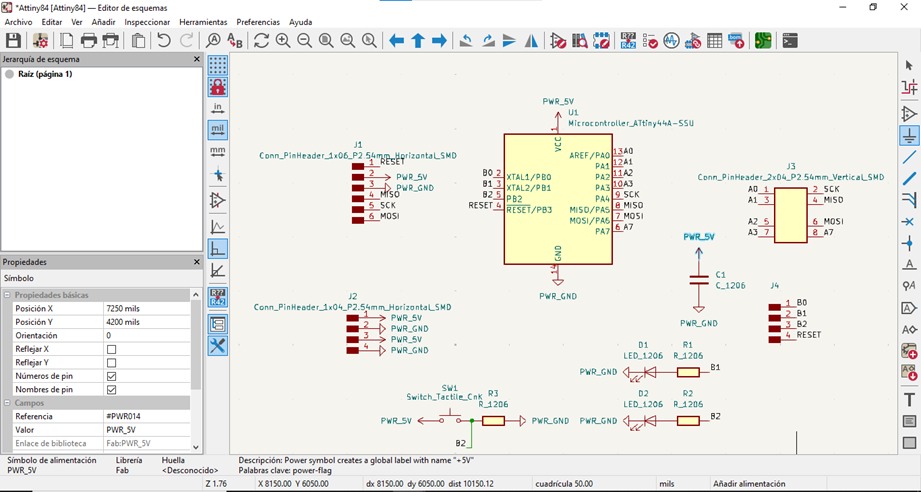 *Attiny84 [Attiny84] — Editor de esquemas
Archivo Editar Ver Añadir Inspeccionar Herramientas Preferencias Ayuda
Jerarquía de esquema
Raíz (página 1)
in
mil
mm
Propiedades
Símbolo
Propiedades básicas
Posición X 7250 mils
Posición Y 4200 mils
Orientación 0
Reflejar X
Reflejar Y
Números de pin
Nombres de pin
Campos
Referencia #PWR014
Valor PWR_5V
Enlace de biblioteca Fab:PWR_5V
J1
Conn_PinHeader_1x06_P2.54mm_Horizontal_SMD
1 RESET
2 PWR_5V
3 PWR_GND
4 MISO
5 SCK
6 MOSI
J2
Conn_PinHeader_1x04_P2.54mm_Horizontal_SMD
1 PWR_5V
2 PWR_GND
3 PWR_5V
4 PWR_GND
PWR_5V
U1
Microcontroller_ATtiny44A-SSU
1
VCC
B0 2 XTAL1/PB0
B1 3 XTAL2/PB1
B2 5 PB2
RESET 4 RESET/PB3
AREF/PA0 13 A0
PA1 12 A1
PA2 11 A2
PA3 10 A3
PA4 9 SCK
MISO/PA5 8 MISO
MOSI/PA6 7 MOSI
PA7 6 A7
GND
14
PWR_GND
J3
Conn_PinHeader_2x04_P2.54mm_Vertical_SMD
A0 1 2 SCK
A1 3 4 MISO
A2 5 6 MOSI
A3 7 8 A7
PWR_5V
C1
C_1206
PWR_GND
J4
1 B0
2 B1
3 B2
4 RESET
D1 R1
LED_1206 R_1206
PWR_GND B1
D2 R2
LED_1206 R_1206
PWR_GND B2
SW1
Switch_Tactile_CnK
R3
R_1206
PWR_5V PWR_GND
B2
Símbolo de alimentación Librería Huella Descripción: Power symbol creates a global label with name "+5V"
PWR_5V Fab <Desconocido> Palabras clave: power-flag
Z 1.76 X 8150.00 Y 6050.00 dx 8150.00 dy 6050.00 dist 10150.12 cuadrícula 50.00 mils Añadir alimentación